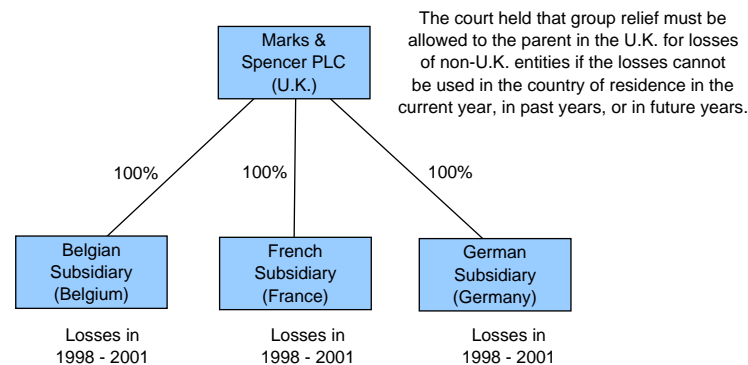 Marks &
Spencer PLC
(U.K.)
The court held that group relief must be
allowed to the parent in the U.K. for losses
of non-U.K. entities if the losses cannot
be used in the country of residence in the
current year, in past years, or in future years.
100%
100%
100%
Belgian
Subsidiary
(Belgium)
French
Subsidiary
(France)
German
Subsidiary
(Germany)
Losses in
1998 - 2001
Losses in
1998 - 2001
Losses in
1998 - 2001